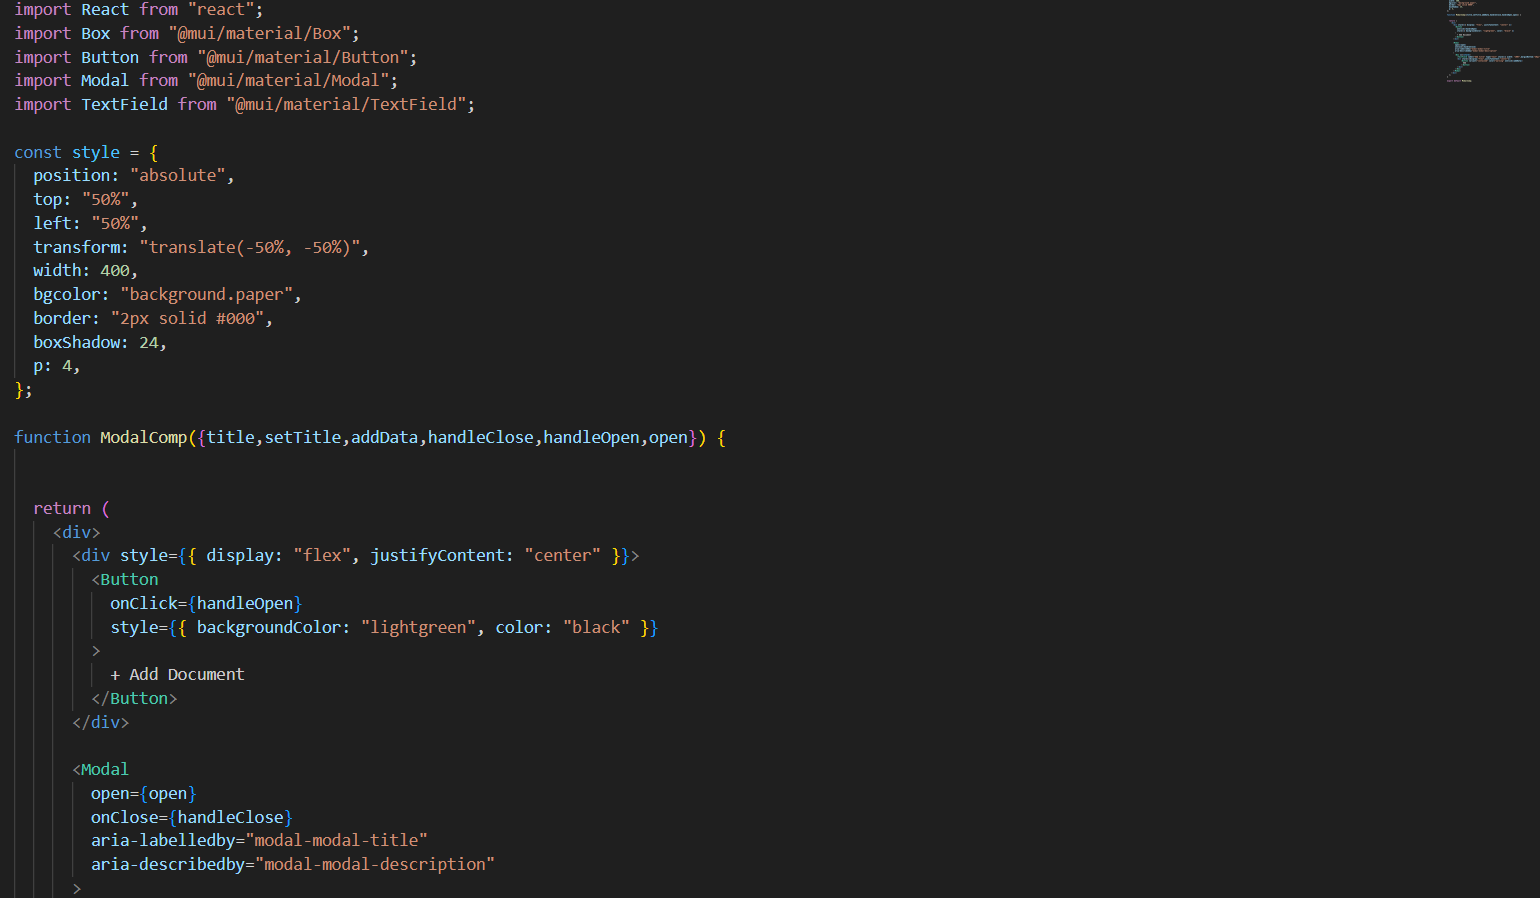 import React from "react";
import Box from "@mui/material/Box";
import Button from "@mui/material/Button";
import Modal from "@mui/material/Modal";
import TextField from "@mui/material/TextField";

const style = {
  position: "absolute",
  top: "50%",
  left: "50%",
  transform: "translate(-50%, -50%)",
  width: 400,
  bgcolor: "background.paper",
  border: "2px solid #000",
  boxShadow: 24,
  p: 4,
};

function ModalComp({title,setTitle,addData,handleClose,handleOpen,open}) {


  return (
    <div>
      <div style={{ display: "flex", justifyContent: "center" }}>
        <Button
          onClick={handleOpen}
          style={{ backgroundColor: "lightgreen", color: "black" }}
        >
          + Add Document
        </Button>
      </div>

      <Modal
        open={open}
        onClose={handleClose}
        aria-labelledby="modal-modal-title"
        aria-describedby="modal-modal-description"
      >